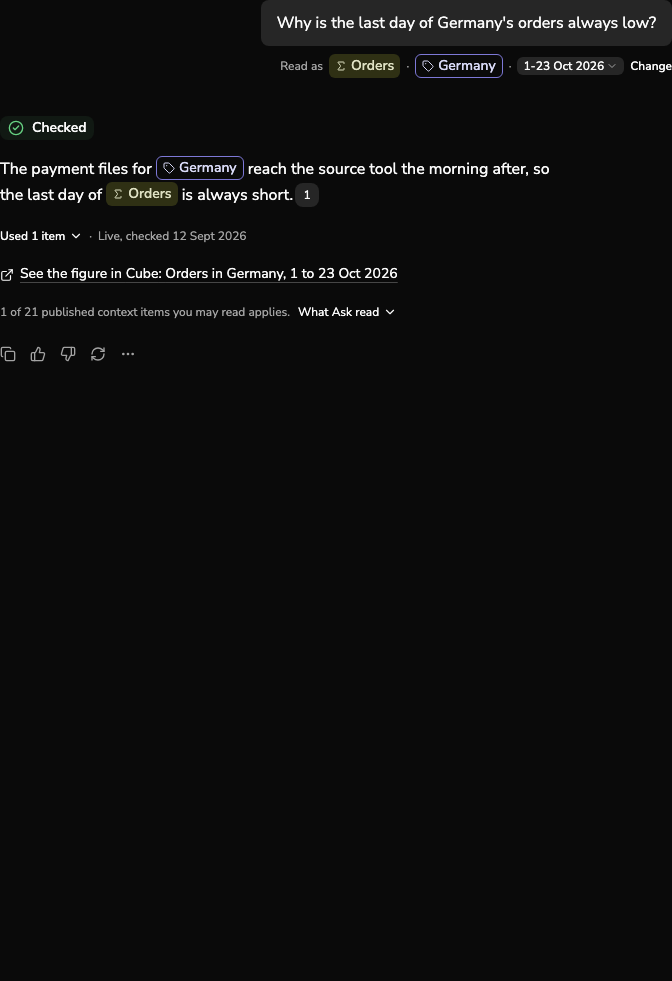 Why is the last day of Germany's orders always low?
Read as Σ Orders · Germany · 1-23 Oct 2026 Change
Checked
The payment files for Germany reach the source tool the morning after, so
the last day of Σ Orders is always short. 1
Used 1 item · Live, checked 12 Sept 2026
See the figure in Cube: Orders in Germany, 1 to 23 Oct 2026
1 of 21 published context items you may read applies. What Ask read